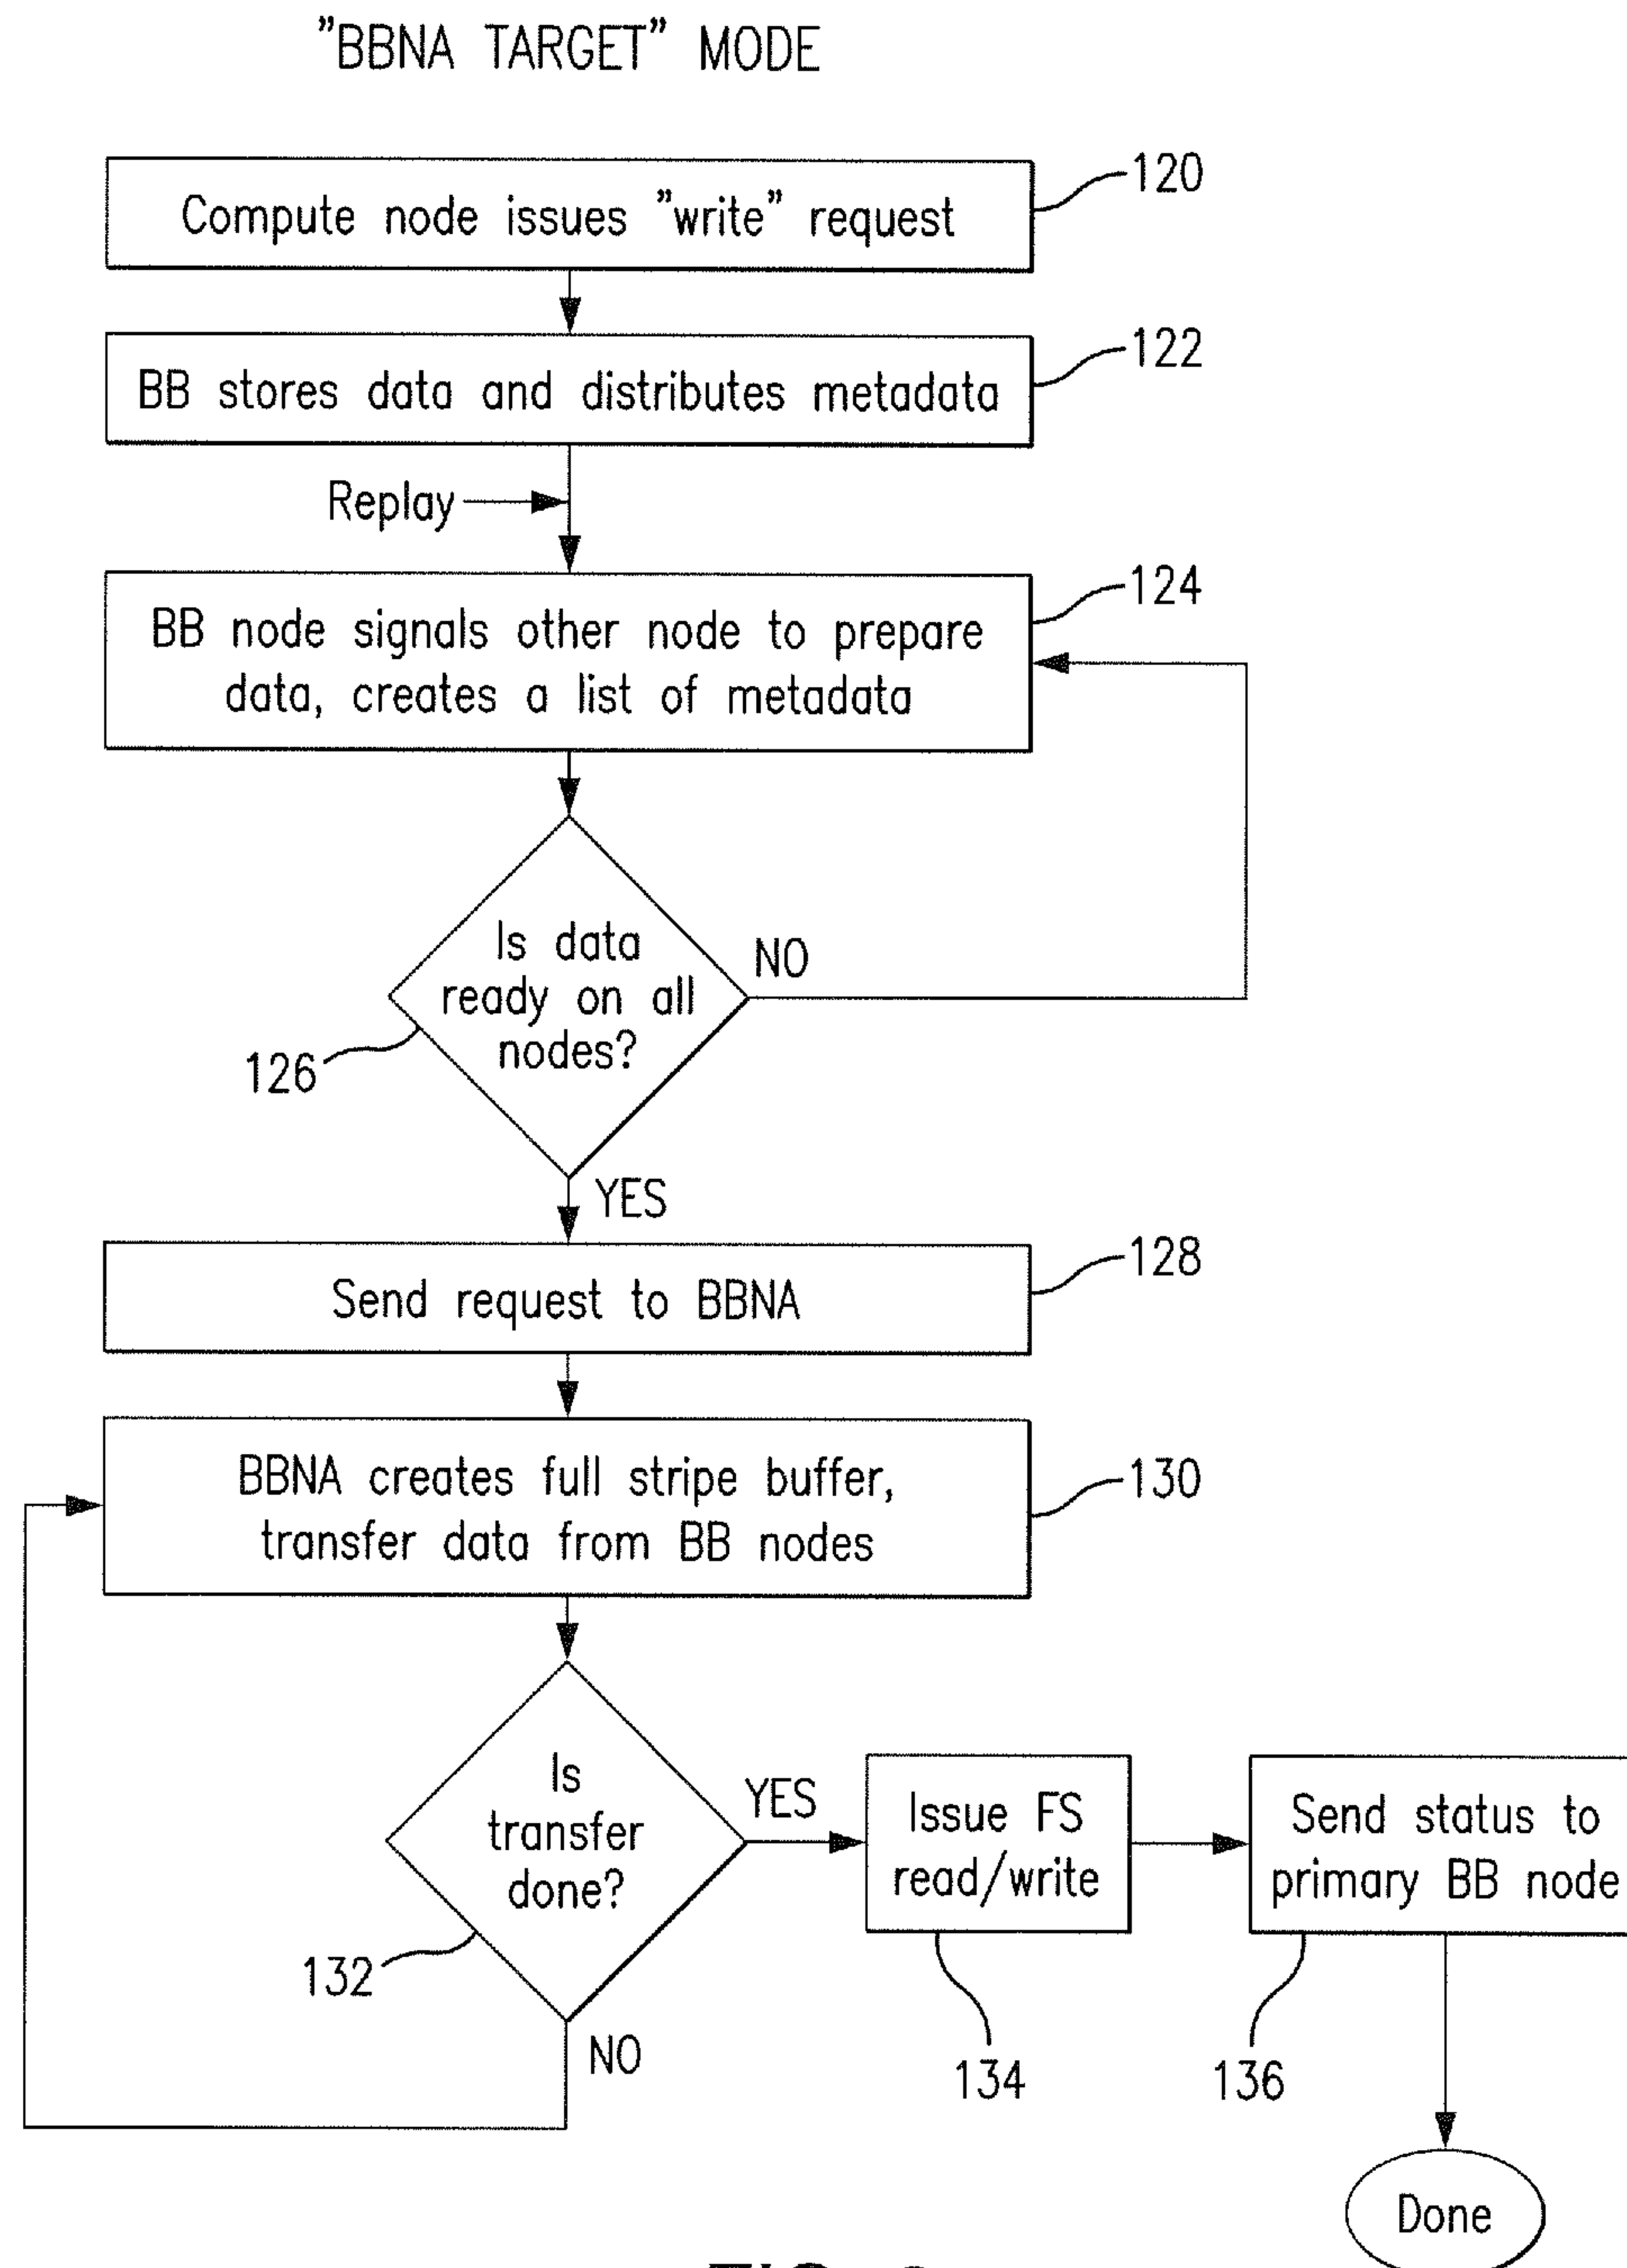 ”BBNA TARGET” MODE
Compute node issues ”write” request
120
BB stores data and distributes metadata
122
Replay
BB node signals other node to prepare
data, creates a list of metadata
124
Is data
ready on all
nodes?
NO
126
YES
Send request to BBNA
128
BBNA creates full stripe buffer,
transfer data from BB nodes
130
Is
transfer
done?
YES
132
NO
Issue FS
read/write
134
Send status to
primary BB node
136
Done